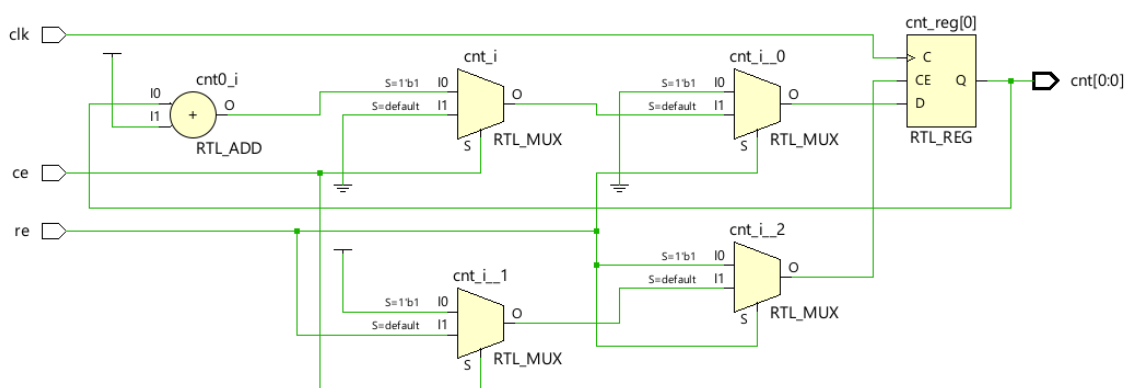 clk
cnt0_i
I0
I1
+
O
RTL_ADD
cnt_i
S=1'b1
I0
S=default
I1
O
S
RTL_MUX
cnt_i__0
S=1'b1
I0
S=default
I1
O
S
RTL_MUX
cnt_reg[0]
C
CE
D
Q
RTL_REG
cnt[0:0]
ce
re
cnt_i__1
S=1'b1
I0
S=default
I1
O
S
RTL_MUX
cnt_i__2
S=1'b1
I0
S=default
I1
O
S
RTL_MUX